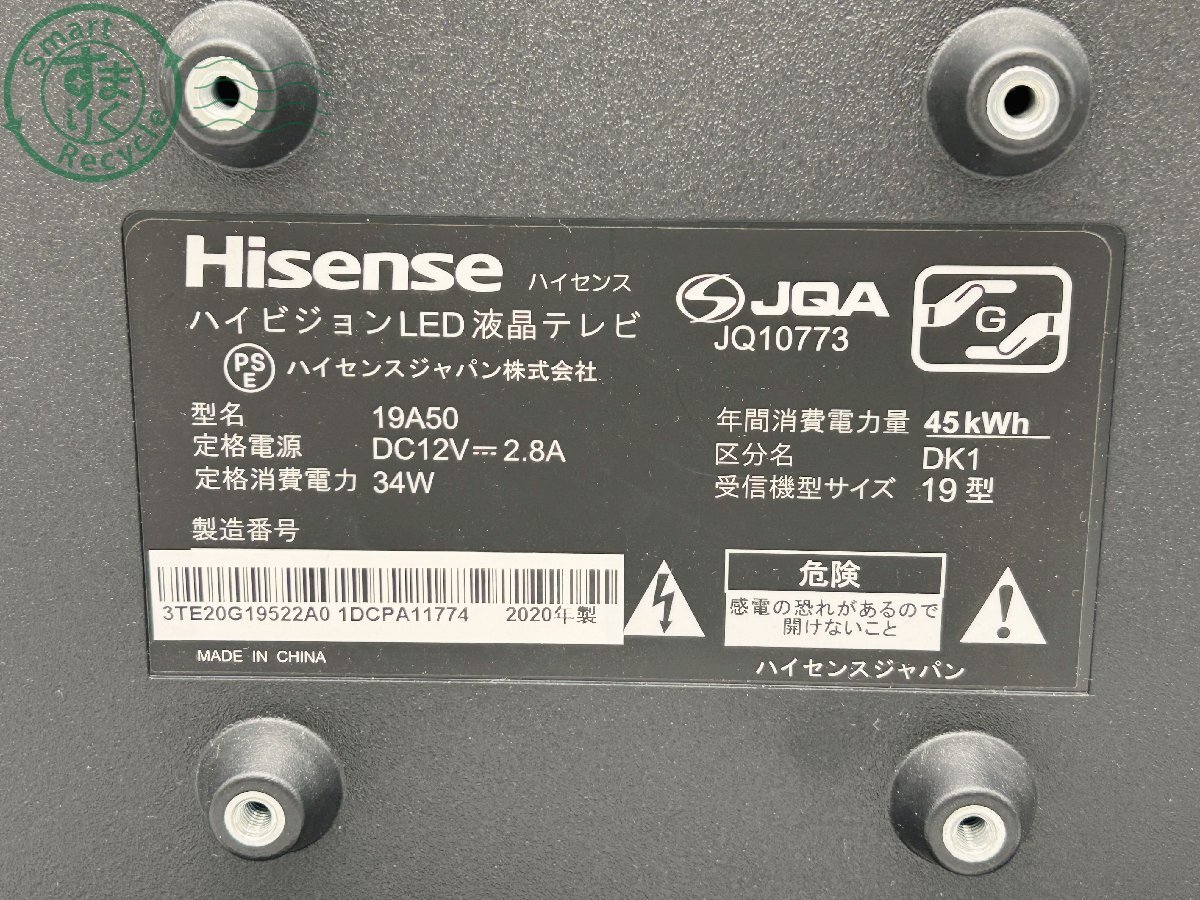 Smart
すまりく
Recycle
Hisense ハイセンス
ハイビジョンLED液晶テレビ
PSE ハイセンスジャパン株式会社
型名 19A50
定格電源 DC12V⎓2.8A
定格消費電力 34W
製造番号
3TE20G19522A0 1DCPA11774 2020年製
MADE IN CHINA
JQA
JQ10773
G
年間消費電力量 45kWh
区分名 DK1
受信機型サイズ 19型
危険
感電の恐れがあるので
開けないこと
ハイセンスジャパン